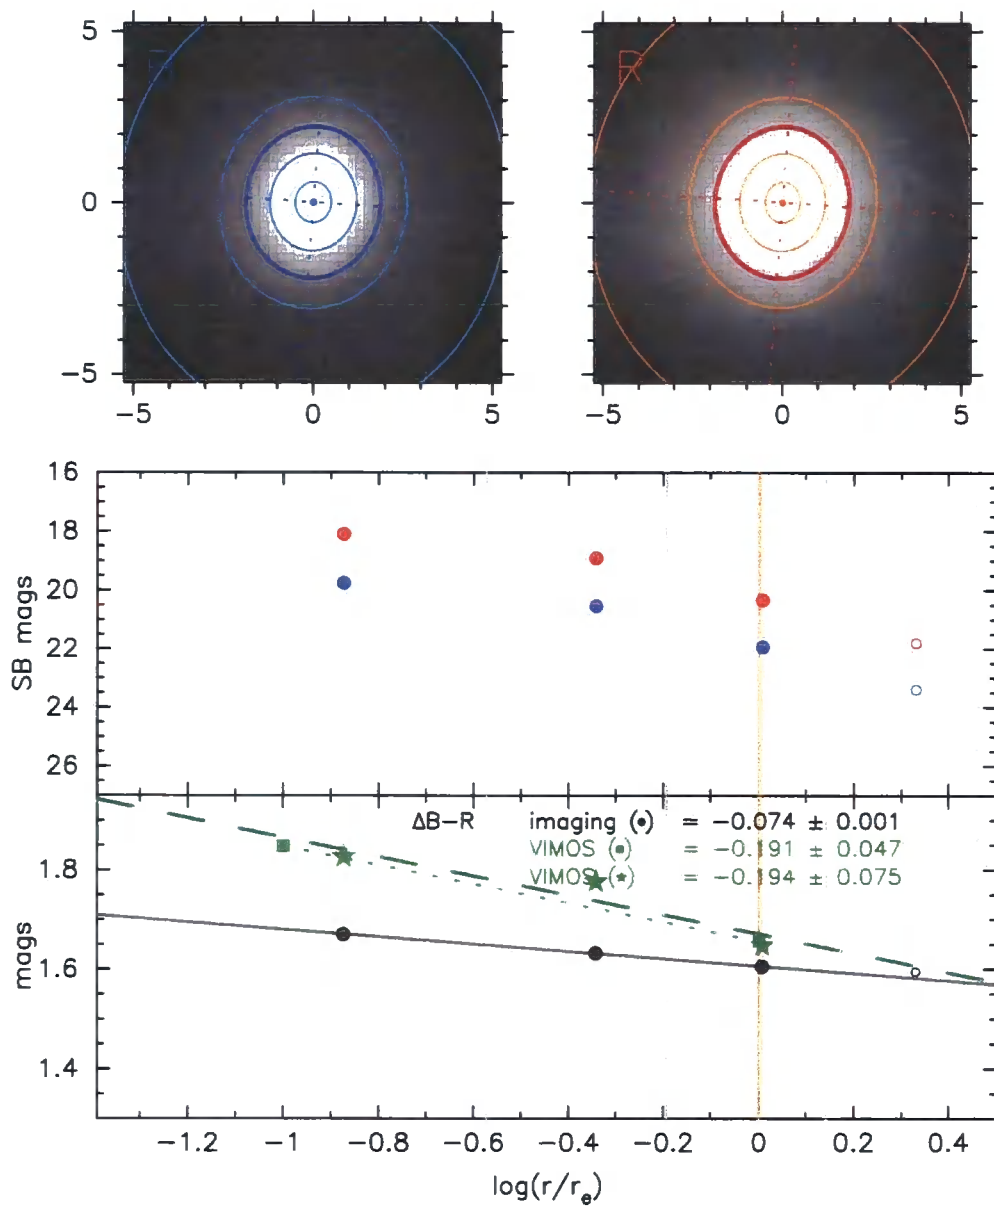 B
R
5
0
−5
−5 0 5
−5 0 5
16
18
20
22
24
26
SB mags
ΔB−R imaging (•) = −0.074 ± 0.001
VIMOS (■) = −0.191 ± 0.047
VIMOS (★) = −0.194 ± 0.075
1.8
1.6
1.4
mags
−1.2 −1 −0.8 −0.6 −0.4 −0.2 0 0.2 0.4
log(r/rₑ)